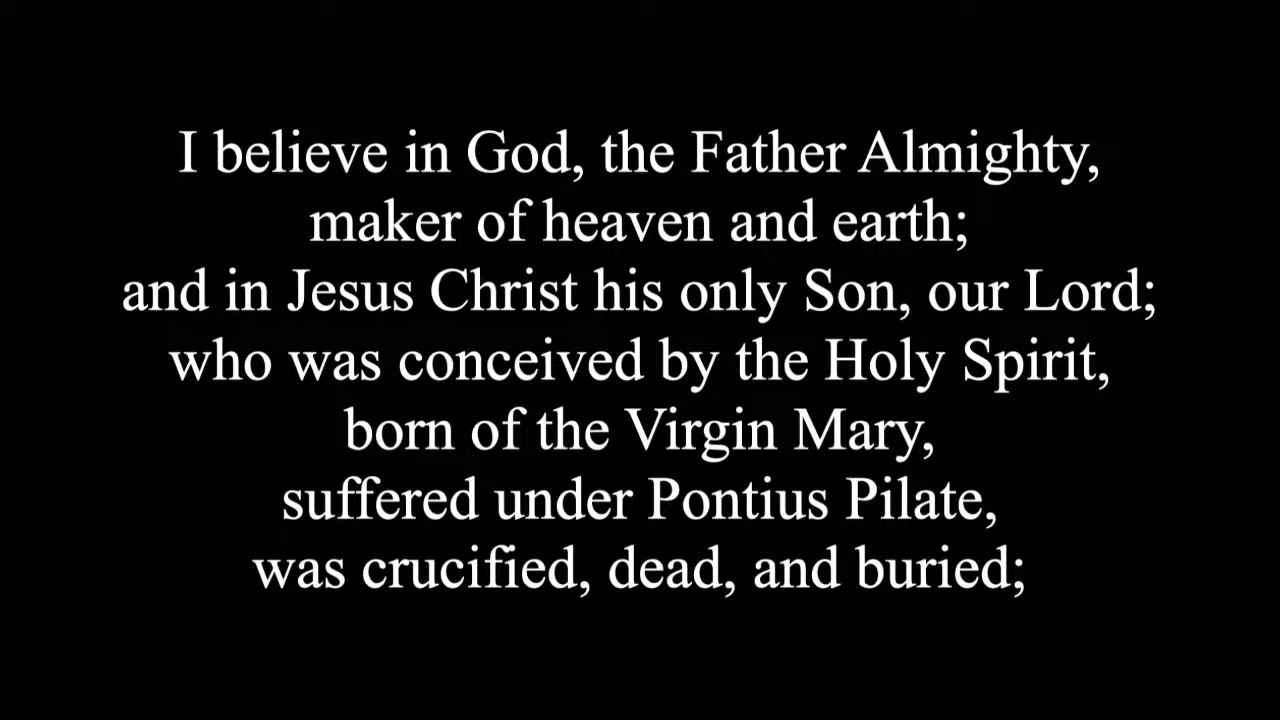 I believe in God, the Father Almighty,
maker of heaven and earth;
and in Jesus Christ his only Son, our Lord;
who was conceived by the Holy Spirit,
born of the Virgin Mary,
suffered under Pontius Pilate,
was crucified, dead, and buried;